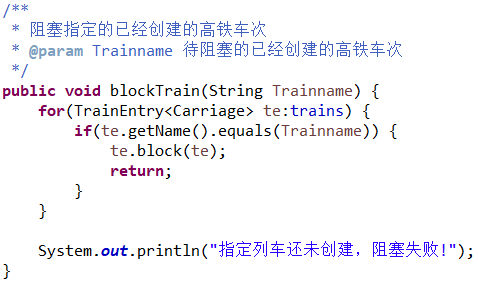 /**
 * 阻塞指定的已经创建的高铁车次
 * @param Trainname 待阻塞的已经创建的高铁车次
 */
public void blockTrain(String Trainname) {
    for(TrainEntry<Carriage> te:trains) {
        if(te.getName().equals(Trainname)) {
            te.block(te);
            return;
        }
    }

    System.out.println("指定列车还未创建，阻塞失败!");
}